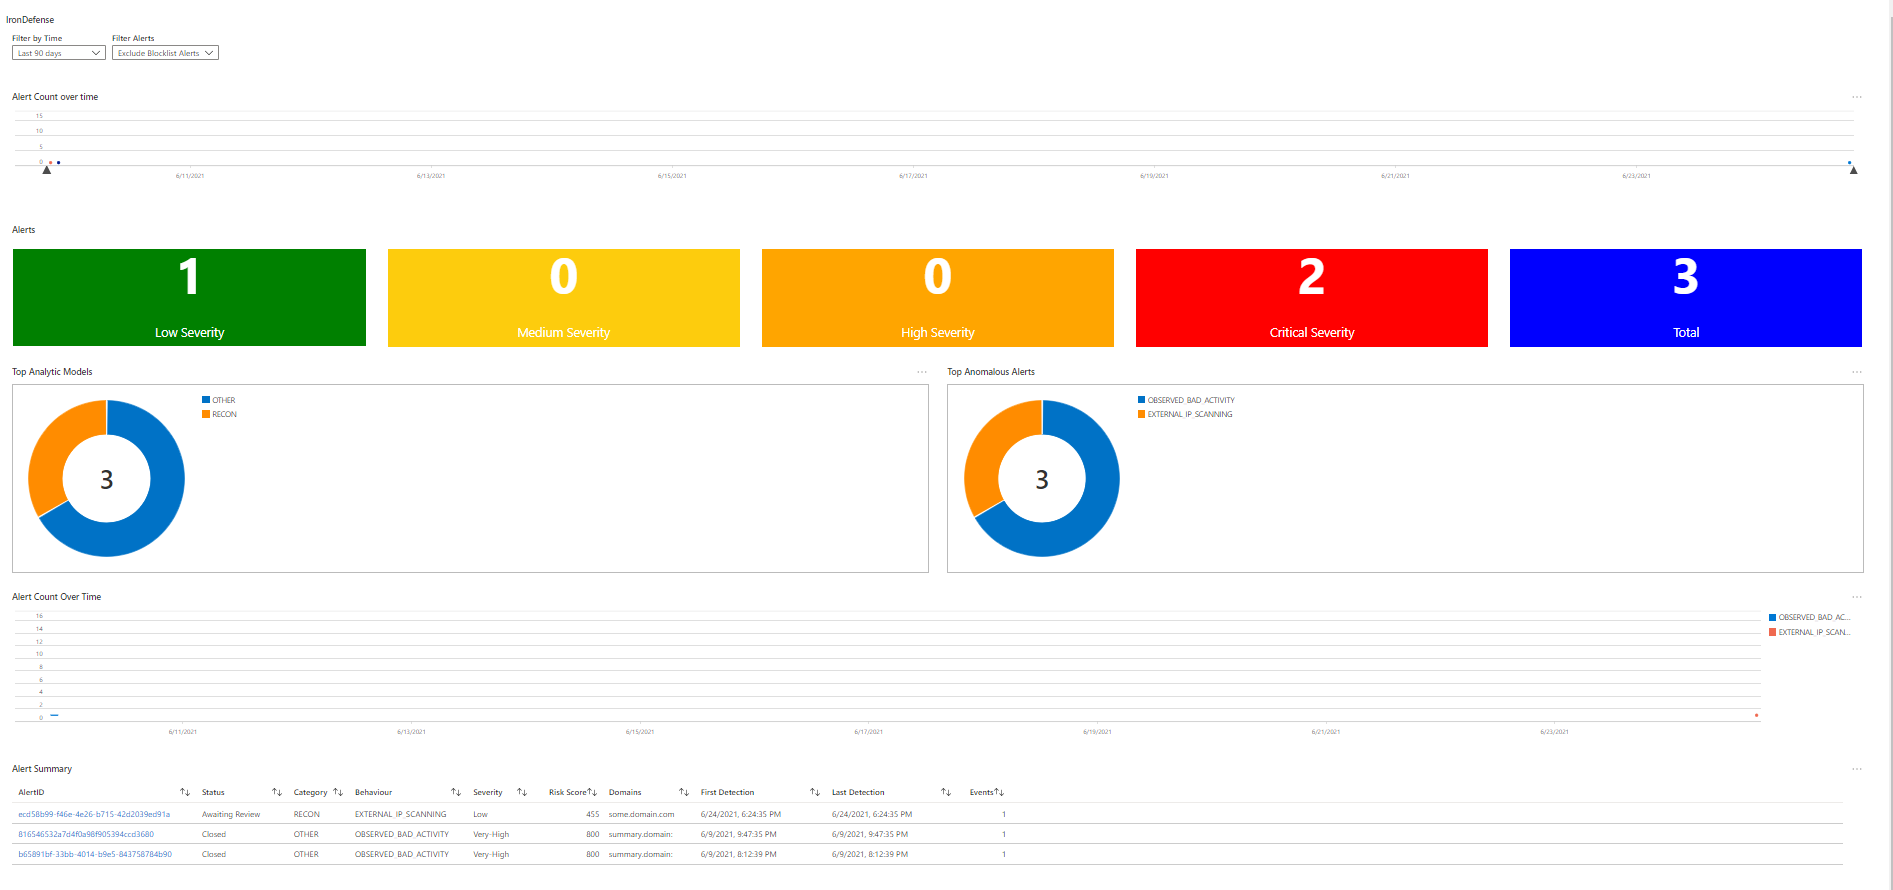 IronDefense
Filter by Time
Filter Alerts
Last 90 days
Exclude Blocklist Alerts
Alert Count over time
15
10
5
0
6/11/2021 6/13/2021 6/15/2021 6/17/2021 6/19/2021 6/21/2021 6/23/2021
Alerts
1
Low Severity
0
Medium Severity
0
High Severity
2
Critical Severity
3
Total
Top Analytic Models
OTHER
RECON
3
Top Anomalous Alerts
OBSERVED_BAD_ACTIVITY
EXTERNAL_IP_SCANNING
3
Alert Count Over Time
16
14
12
10
8
6
4
2
0
OBSERVED_BAD_AC...
EXTERNAL_IP_SCAN...
6/11/2021 6/13/2021 6/15/2021 6/17/2021 6/19/2021 6/21/2021 6/23/2021
Alert Summary
AlertID Status Category Behaviour Severity Risk Score Domains First Detection Last Detection Events
ecd58b99-f46e-4e26-b715-42d2039ed91a Awaiting Review RECON EXTERNAL_IP_SCANNING Low 455 some.domain.com 6/24/2021, 6:24:35 PM 6/24/2021, 6:24:35 PM 1
816546532a7d4f0a98f905394ccd3680 Closed OTHER OBSERVED_BAD_ACTIVITY Very-High 800 summary.domain: 6/9/2021, 9:47:35 PM 6/9/2021, 9:47:35 PM 1
b65891bf-33bb-4014-b9e5-843758784b90 Closed OTHER OBSERVED_BAD_ACTIVITY Very-High 800 summary.domain: 6/9/2021, 8:12:39 PM 6/9/2021, 8:12:39 PM 1